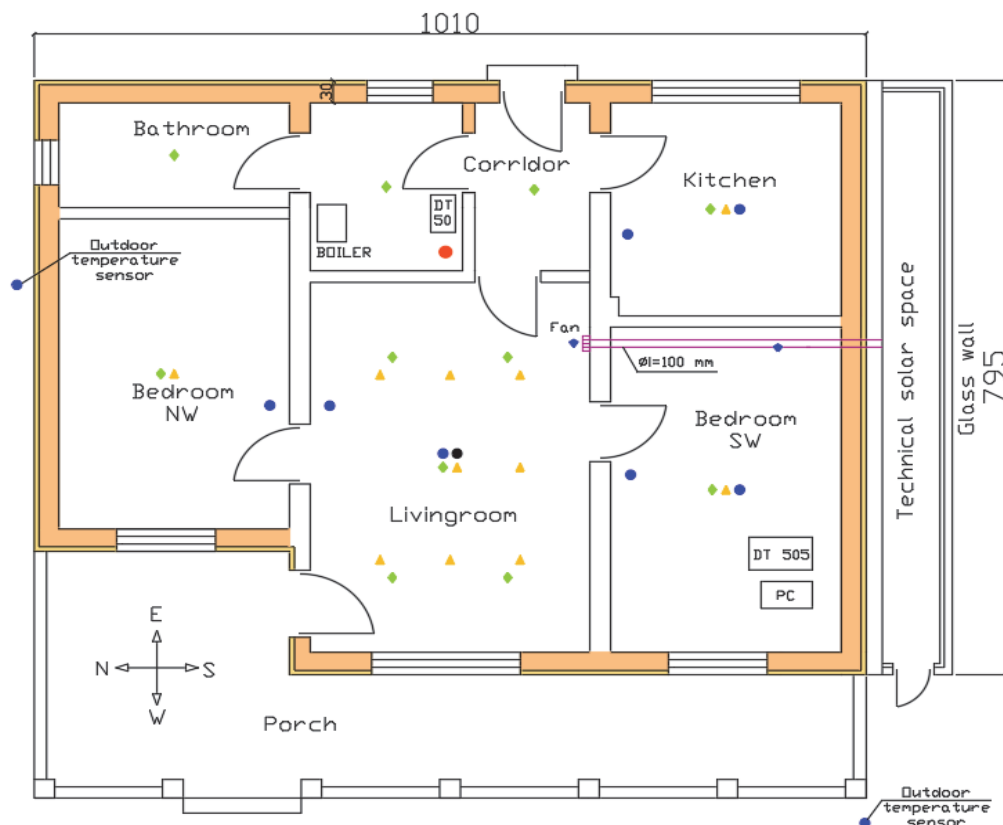 1010
30
Bathroom
Corridor
Kitchen
DT
50
BOILER
Outdoor
temperature
sensor
Fan
Øi=100 mm
Bedroom
NW
Bedroom
SW
Livingroom
DT 505
PC
Technical solar space
Glass wall
795
E
N
S
W
Porch
Outdoor
temperature
sensor